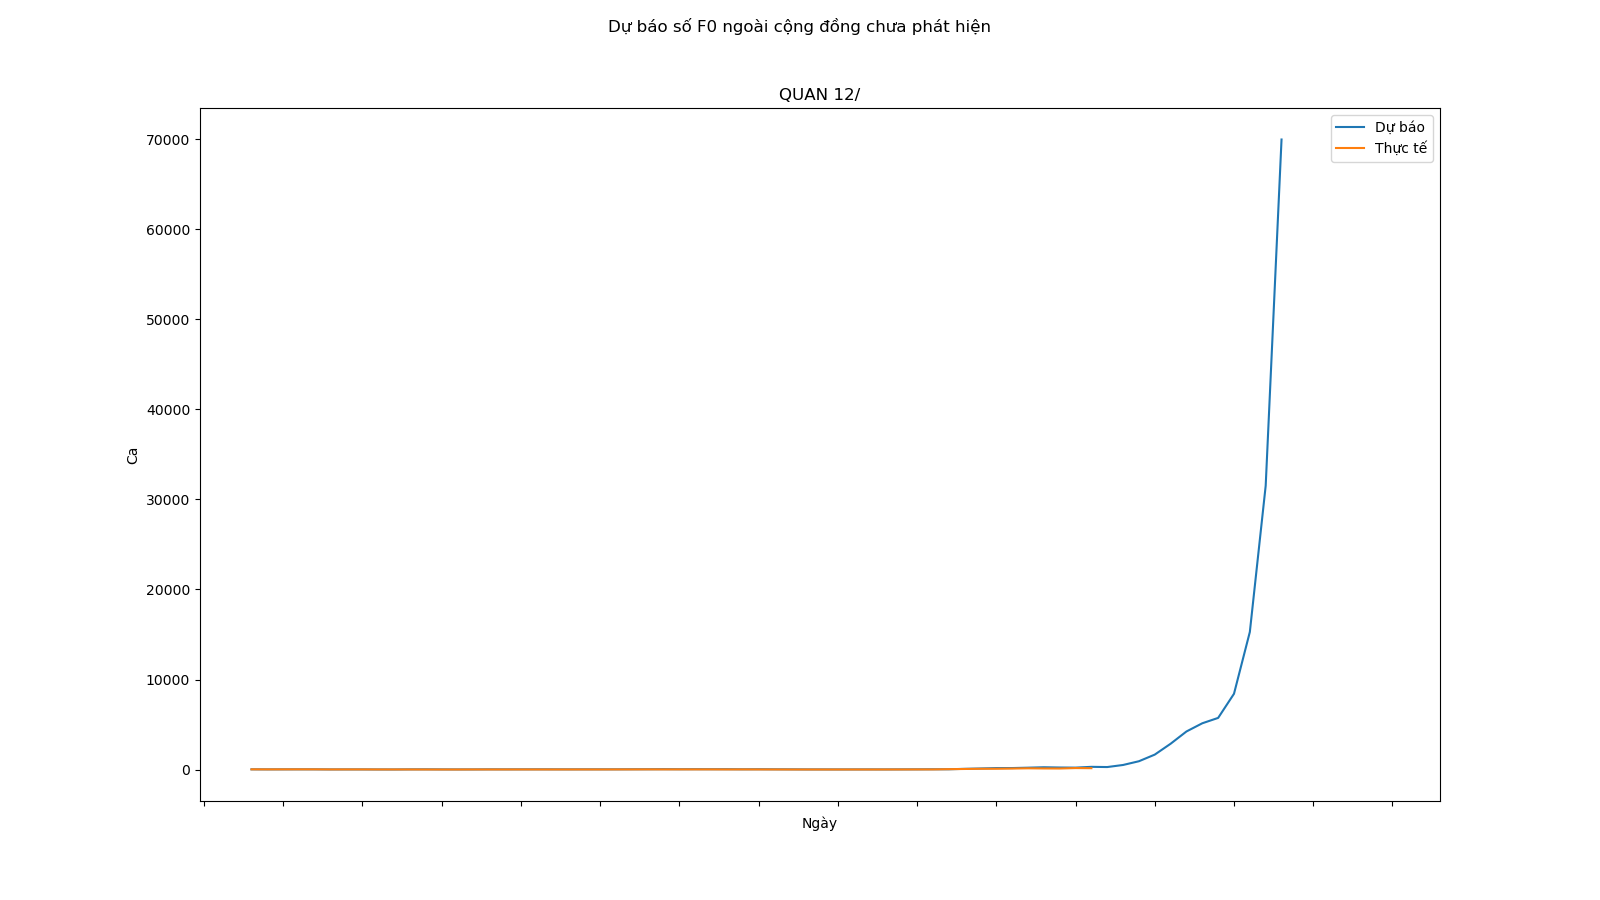 Dự báo số F0 ngoài cộng đồng chưa phát hiện
QUAN 12/
Dự báo
Thực tế
70000
60000
50000
40000
30000
20000
10000
0
Ca
Ngày